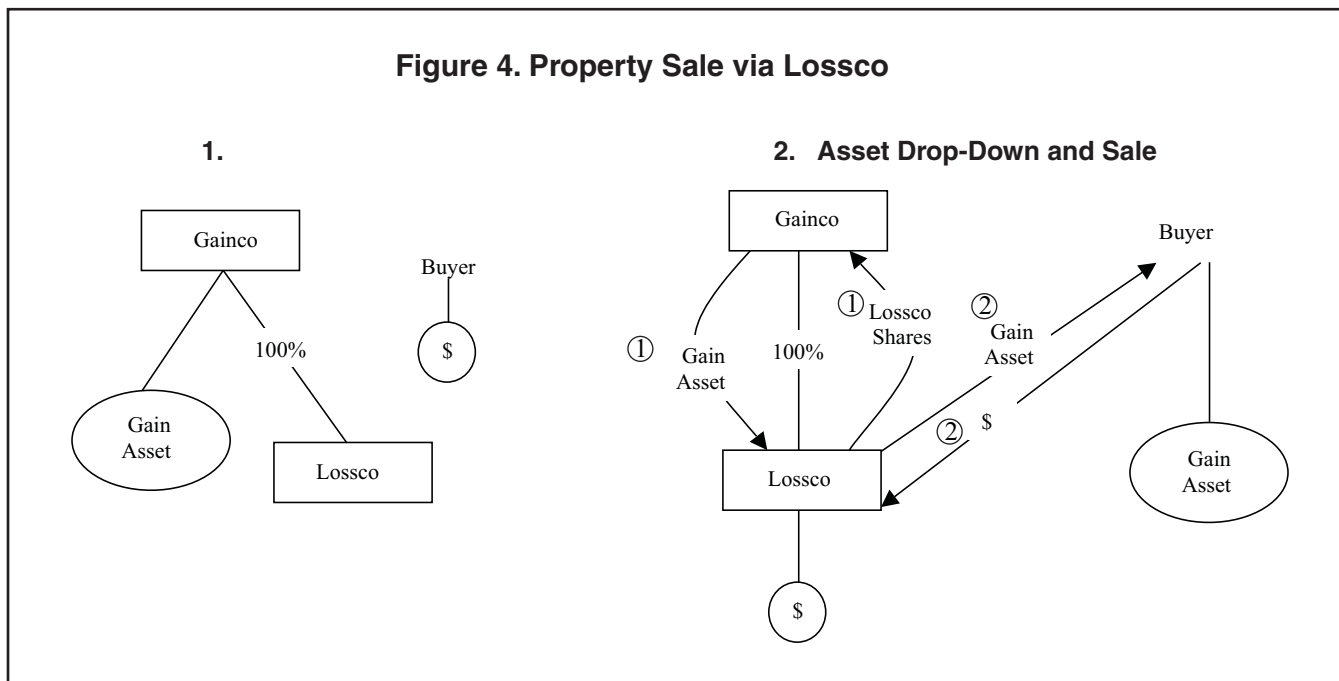 Figure 4. Property Sale via Lossco
1.
Gainco
Buyer
$
100%
Gain
Asset
Lossco
2. Asset Drop-Down and Sale
Gainco
Buyer
①
Gain
Asset
100%
①
Lossco
Shares
②
Gain
Asset
②
$
Lossco
Gain
Asset
$